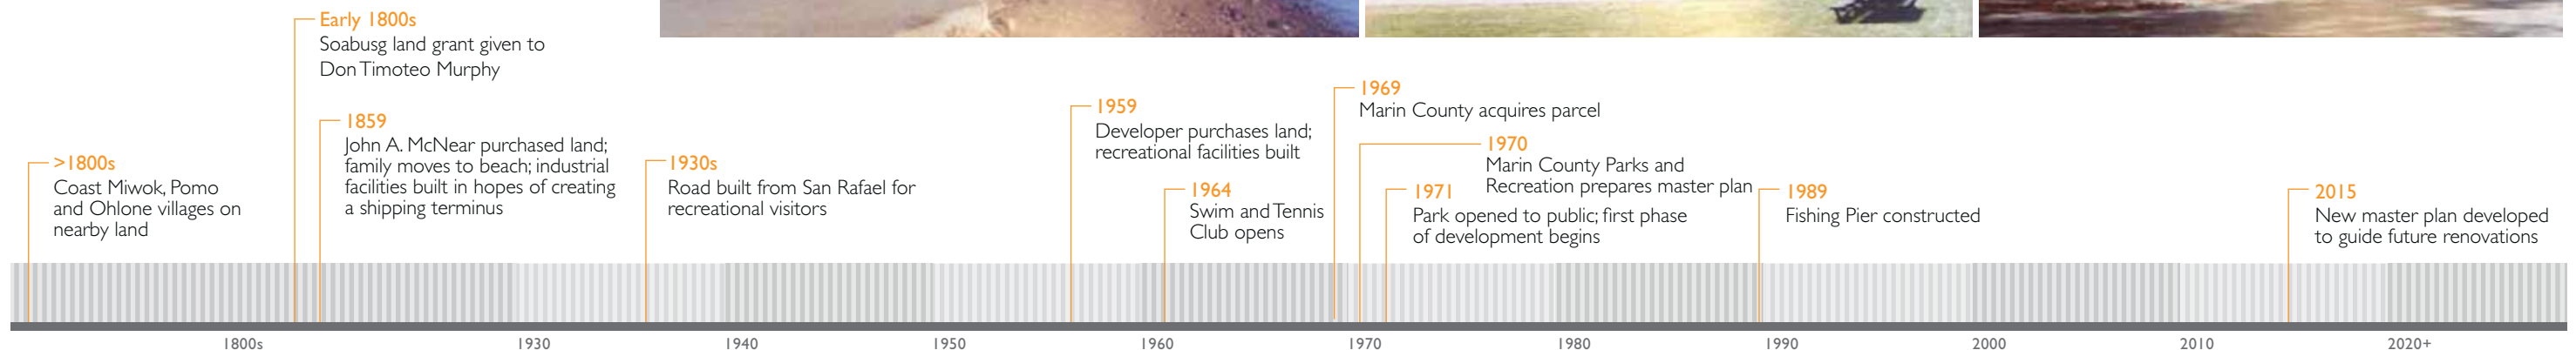 Early 1800s
Soabusg land grant given to
Don Timoteo Murphy
1859
John A. McNear purchased land;
family moves to beach; industrial
facilities built in hopes of creating
a shipping terminus
>1800s
Coast Miwok, Pomo
and Ohlone villages on
nearby land
1930s
Road built from San Rafael for
recreational visitors
1959
Developer purchases land;
recreational facilities built
1964
Swim and Tennis
Club opens
1969
Marin County acquires parcel
1970
Marin County Parks and
Recreation prepares master plan
1971
Park opened to public; first phase
of development begins
1989
Fishing Pier constructed
2015
New master plan developed
to guide future renovations
1800s
1930
1940
1950
1960
1970
1980
1990
2000
2010
2020+